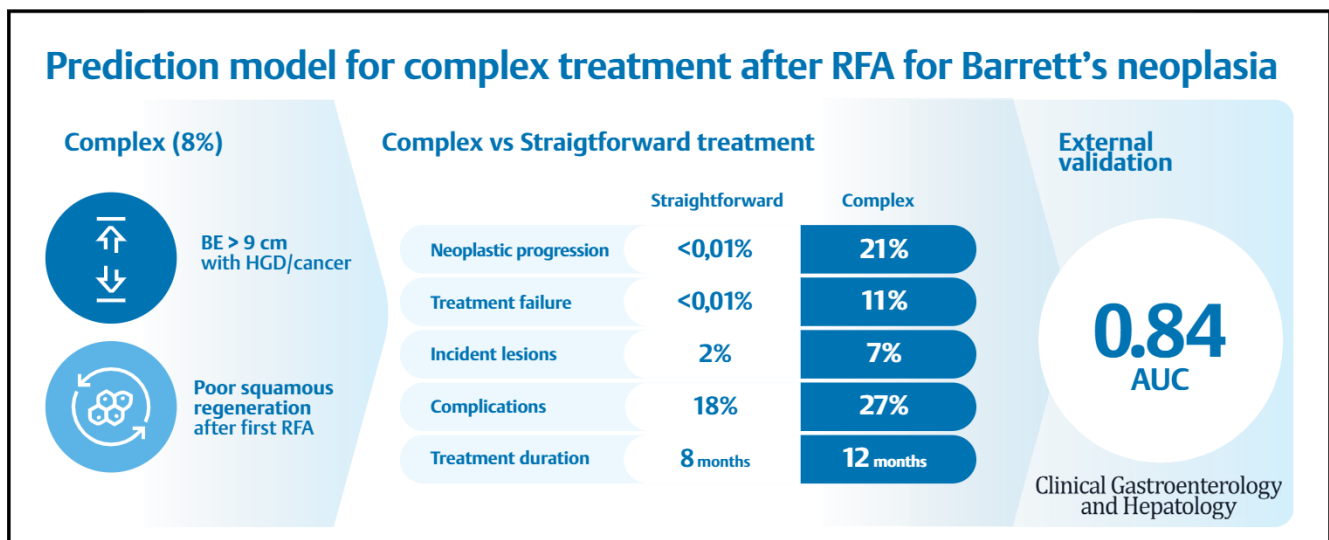 Prediction model for complex treatment after RFA for Barrett's neoplasia
Complex (8%)
BE > 9 cm
with HGD/cancer
Poor squamous
regeneration
after first RFA
Complex vs Straigtforward treatment
Straightforward Complex
Neoplastic progression <0,01% 21%
Treatment failure <0,01% 11%
Incident lesions 2% 7%
Complications 18% 27%
Treatment duration 8 months 12 months
External
validation
0.84
AUC
Clinical Gastroenterology
and Hepatology